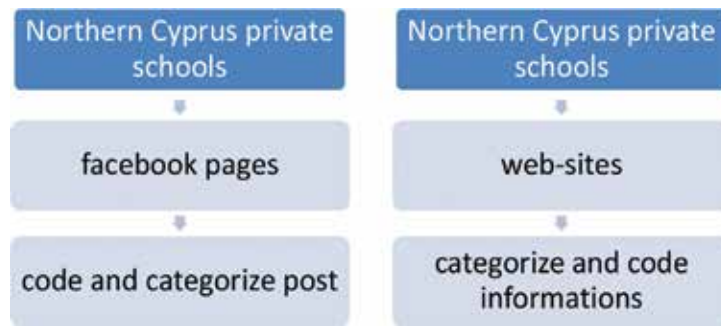 Northern Cyprus private
schools
facebook pages
code and categorize post
Northern Cyprus private
schools
web-sites
categorize and code
informations